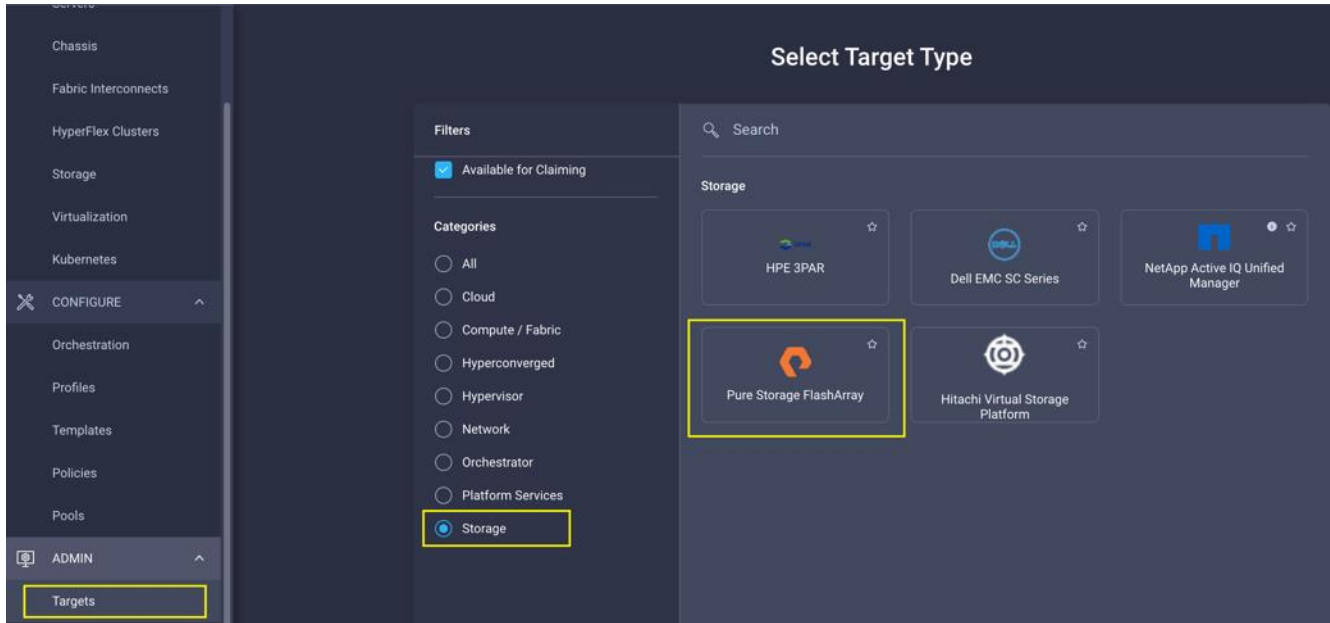 Chassis
Fabric Interconnects
HyperFlex Clusters
Storage
Virtualization
Kubernetes
CONFIGURE
Orchestration
Profiles
Templates
Policies
Pools
ADMIN
Targets
Select Target Type
Filters
Available for Claiming
Categories
All
Cloud
Compute / Fabric
Hyperconverged
Hypervisor
Network
Orchestrator
Platform Services
Storage
Search
Storage
HPE 3PAR
DELL
Dell EMC SC Series
NetApp Active IQ Unified
Manager
Pure Storage FlashArray
Hitachi Virtual Storage
Platform